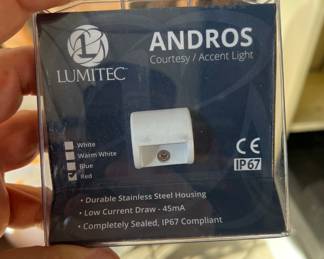 ANDROS
Courtesy / Accent Light
LUMITEC
White
Warm White
Blue
Red
CE
IP67
• Durable Stainless Steel Housing
• Low Current Draw - 45mA
• Completely Sealed, IP67 Compliant